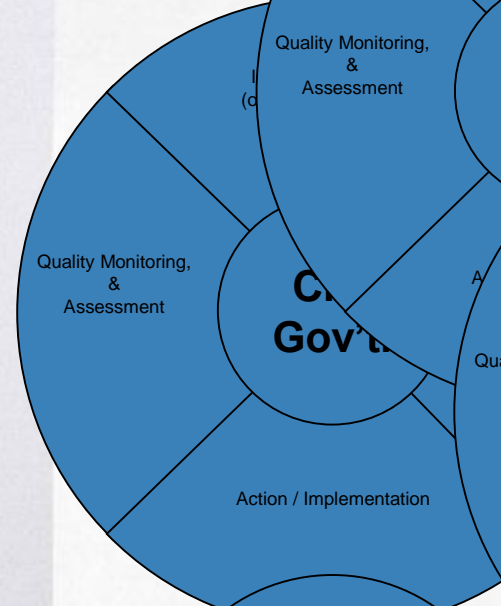 Quality Monitoring,
&
Assessment
Quality Monitoring,
&
Assessment
Gov't
Action / Implementation